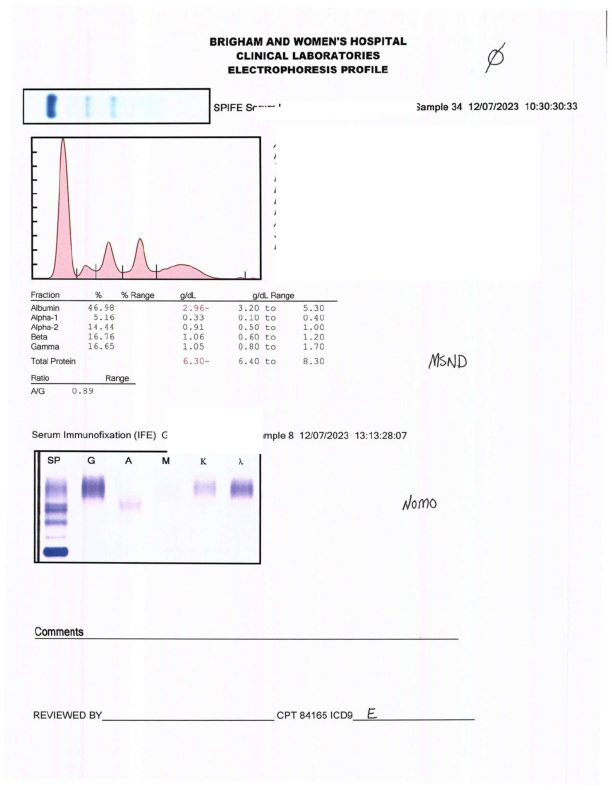 BRIGHAM AND WOMEN'S HOSPITAL
CLINICAL LABORATORIES
ELECTROPHORESIS PROFILE
Ø
SPIFE Sample 34 12/07/2023 10:30:30:33
Fraction % % Range g/dL g/dL Range
Albumin 46.98 2.96- 3.20 to 5.30
Alpha-1 5.16 0.33 0.10 to 0.40
Alpha-2 14.44 0.91 0.50 to 1.00
Beta 16.76 1.06 0.60 to 1.20
Gamma 16.65 1.05 0.80 to 1.70
Total Protein 6.30- 6.40 to 8.30
MSND
Ratio Range
A/G 0.89
Serum Immunofixation (IFE) G mple 8 12/07/2023 13:13:28:07
SP G A M K λ
Nomo
Comments
REVIEWED BY CPT 84165 ICD9 E